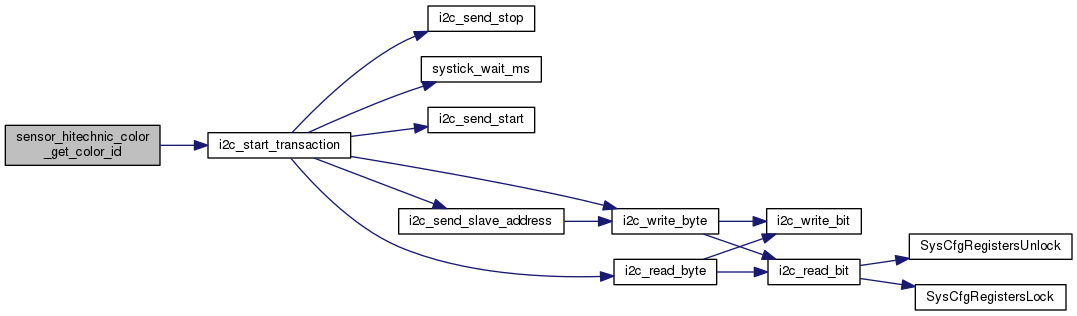 i2c_send_stop
systick_wait_ms
i2c_send_start
sensor_hitechnic_color
_get_color_id
i2c_start_transaction
i2c_send_slave_address
i2c_write_byte
i2c_write_bit
SysCfgRegistersUnlock
i2c_read_byte
i2c_read_bit
SysCfgRegistersLock